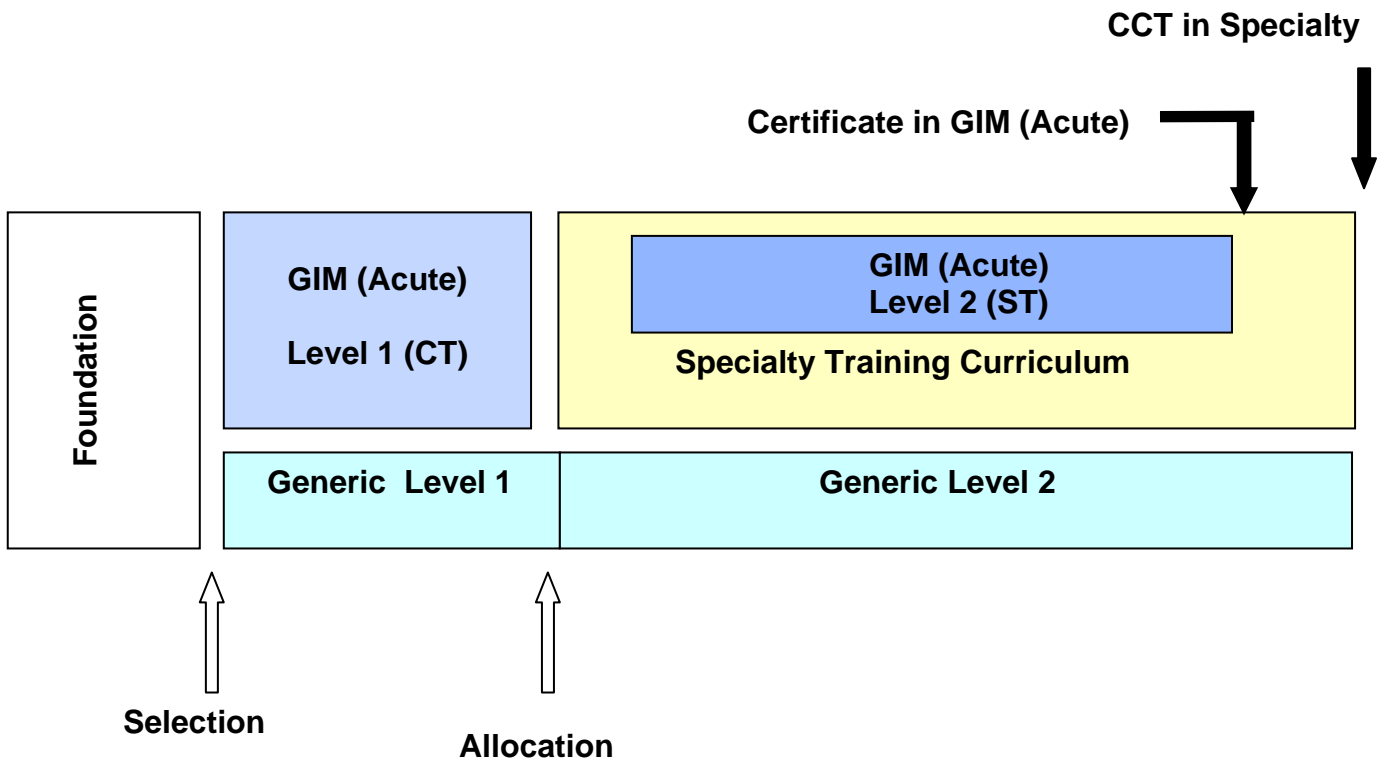 CCT in Specialty
Certificate in GIM (Acute)
Foundation
GIM (Acute)
Level 1 (CT)
GIM (Acute)
Level 2 (ST)
Specialty Training Curriculum
Generic Level 1
Generic Level 2
Selection
Allocation